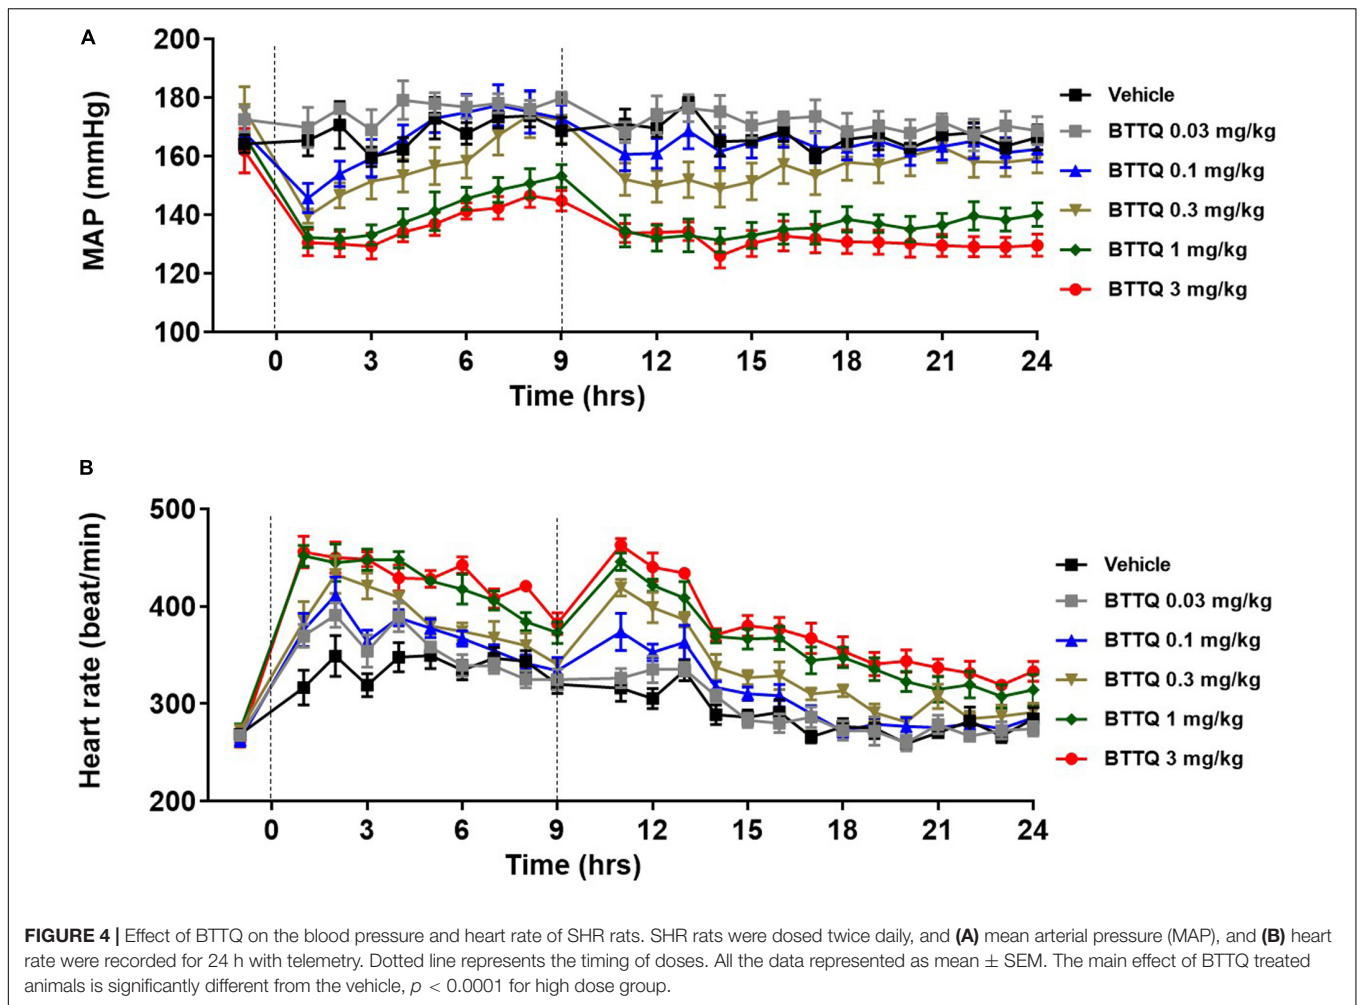 A
MAP (mmHg)
200
180
160
140
120
100
0 3 6 9 12 15 18 21 24
Time (hrs)
Vehicle
BTTQ 0.03 mg/kg
BTTQ 0.1 mg/kg
BTTQ 0.3 mg/kg
BTTQ 1 mg/kg
BTTQ 3 mg/kg
B
Heart rate (beat/min)
500
400
300
200
0 3 6 9 12 15 18 21 24
Time (hrs)
Vehicle
BTTQ 0.03 mg/kg
BTTQ 0.1 mg/kg
BTTQ 0.3 mg/kg
BTTQ 1 mg/kg
BTTQ 3 mg/kg
FIGURE 4 | Effect of BTTQ on the blood pressure and heart rate of SHR rats. SHR rats were dosed twice daily, and (A) mean arterial pressure (MAP), and (B) heart
rate were recorded for 24 h with telemetry. Dotted line represents the timing of doses. All the data represented as mean ± SEM. The main effect of BTTQ treated
animals is significantly different from the vehicle, p < 0.0001 for high dose group.